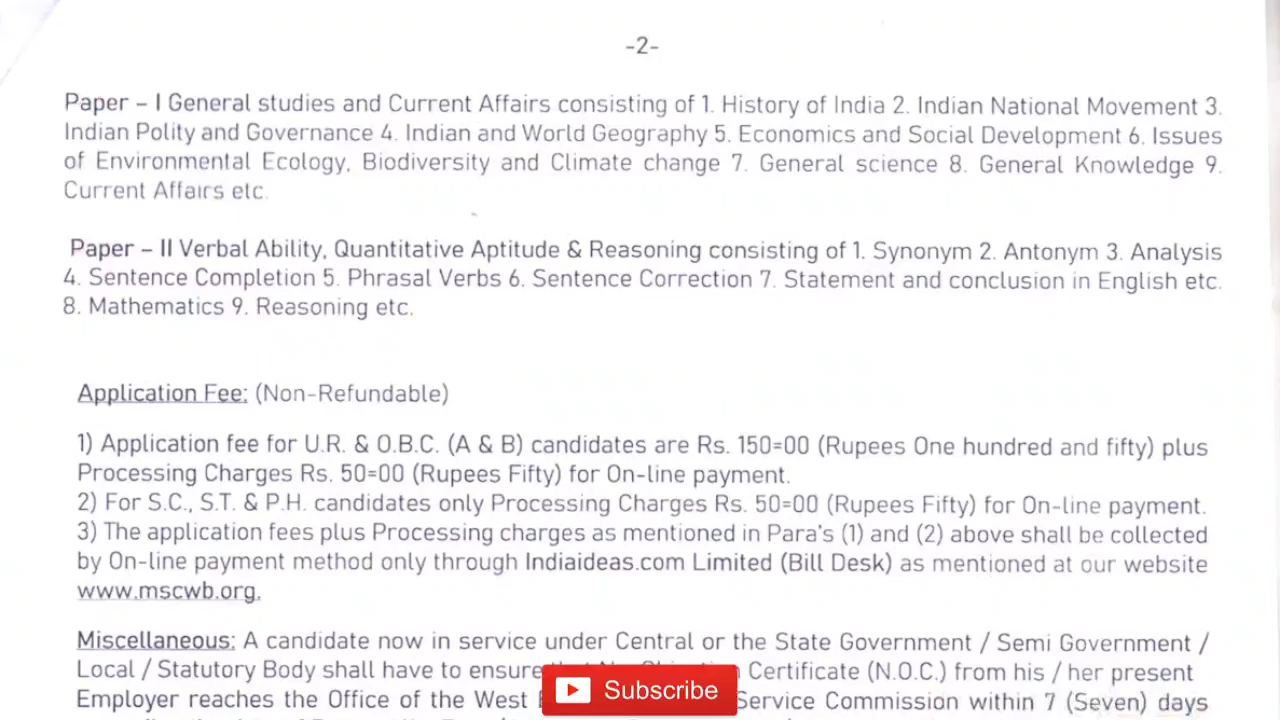 -2-
Paper – I General studies and Current Affairs consisting of 1. History of India 2. Indian National Movement 3.
Indian Polity and Governance 4. Indian and World Geography 5. Economics and Social Development 6. Issues
of Environmental Ecology, Biodiversity and Climate change 7. General science 8. General Knowledge 9.
Current Affairs etc.
Paper – II Verbal Ability, Quantitative Aptitude & Reasoning consisting of 1. Synonym 2. Antonym 3. Analysis
4. Sentence Completion 5. Phrasal Verbs 6. Sentence Correction 7. Statement and conclusion in English etc.
8. Mathematics 9. Reasoning etc.
Application Fee: (Non-Refundable)
1) Application fee for U.R. & O.B.C. (A & B) candidates are Rs. 150=00 (Rupees One hundred and fifty) plus
Processing Charges Rs. 50=00 (Rupees Fifty) for On-line payment.
2) For S.C., S.T. & P.H. candidates only Processing Charges Rs. 50=00 (Rupees Fifty) for On-line payment.
3) The application fees plus Processing charges as mentioned in Para's (1) and (2) above shall be collected
by On-line payment method only through Indiaideas.com Limited (Bill Desk) as mentioned at our website
www.mscwb.org.
Miscellaneous: A candidate now in service under Central or the State Government / Semi Government /
Local / Statutory Body shall have to ensure Certificate (N.O.C.) from his / her present
Employer reaches the Office of the West Service Commission within 7 (Seven) days
Subscribe